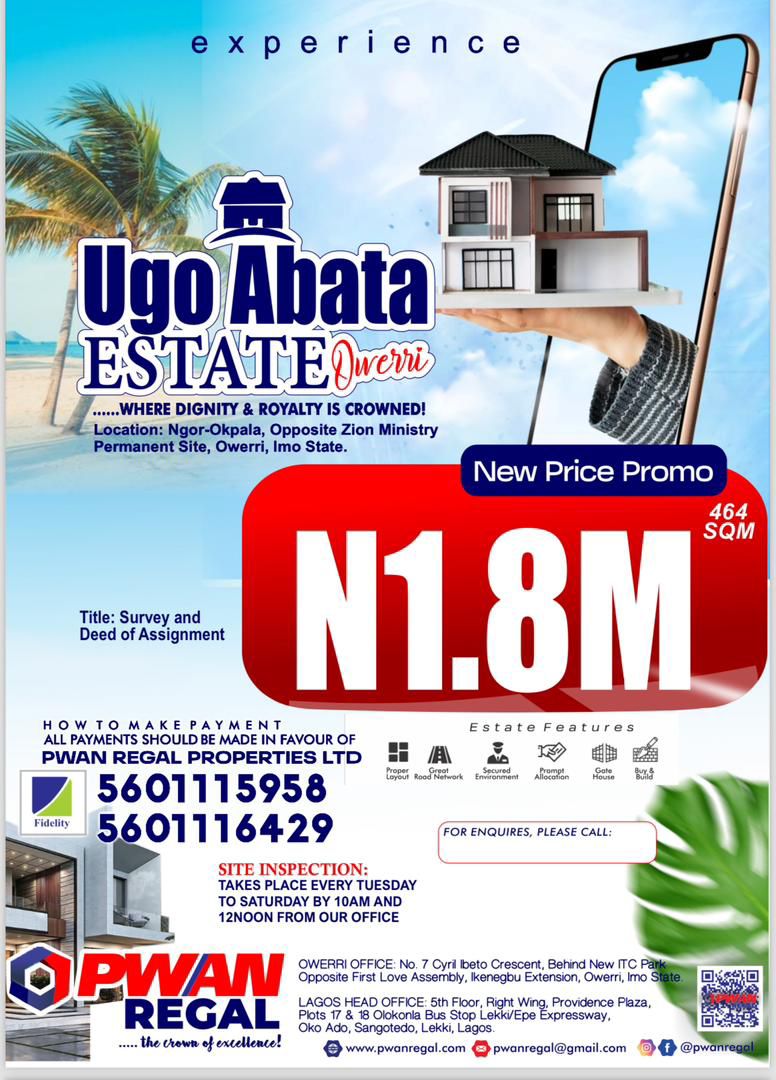 experience
Ugo Abata
ESTATE Owerri
......WHERE DIGNITY & ROYALTY IS CROWNED!
Location: Ngor-Okpala, Opposite Zion Ministry
Permanent Site, Owerri, Imo State.
New Price Promo
464
SQM
N1.8M
Title: Survey and
Deed of Assignment
HOW TO MAKE PAYMENT
ALL PAYMENTS SHOULD BE MADE IN FAVOUR OF
PWAN REGAL PROPERTIES LTD
Fidelity
5601115958
5601116429
Estate Features
Proper
Layout
Great
Road Network
Secured
Environment
Prompt
Allocation
Gate
House
Buy &
Build
FOR ENQUIRES, PLEASE CALL:
SITE INSPECTION:
TAKES PLACE EVERY TUESDAY
TO SATURDAY BY 10AM AND
12NOON FROM OUR OFFICE
PWAN
REGAL
..... the crown of excellence!
OWERRI OFFICE: No. 7 Cyril Ibeto Crescent, Behind New ITC Park
Opposite First Love Assembly, Ikenegbu Extension, Owerri, Imo State.
LAGOS HEAD OFFICE: 5th Floor, Right Wing, Providence Plaza,
Plots 17 & 18 Olokonla Bus Stop Lekki/Epe Expressway,
Oko Ado, Sangotedo, Lekki, Lagos.
PWAN
www.pwanregal.com pwanregal@gmail.com @pwanregal